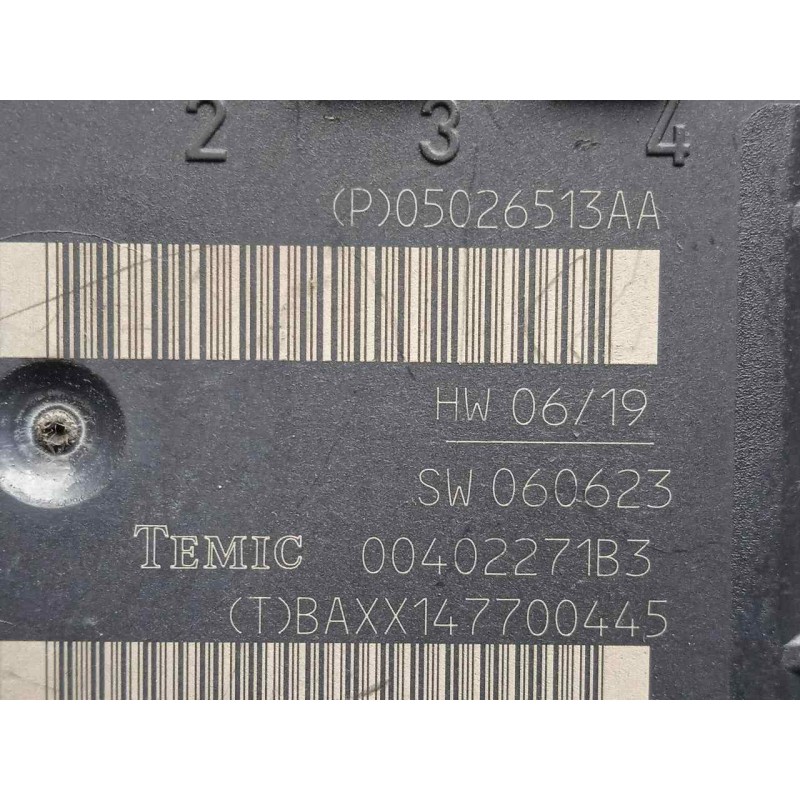 2 3 4
(P)05026513AA
HW 06/19
SW 060623
TEMIC 00402271B3
(T)BAXX147700445